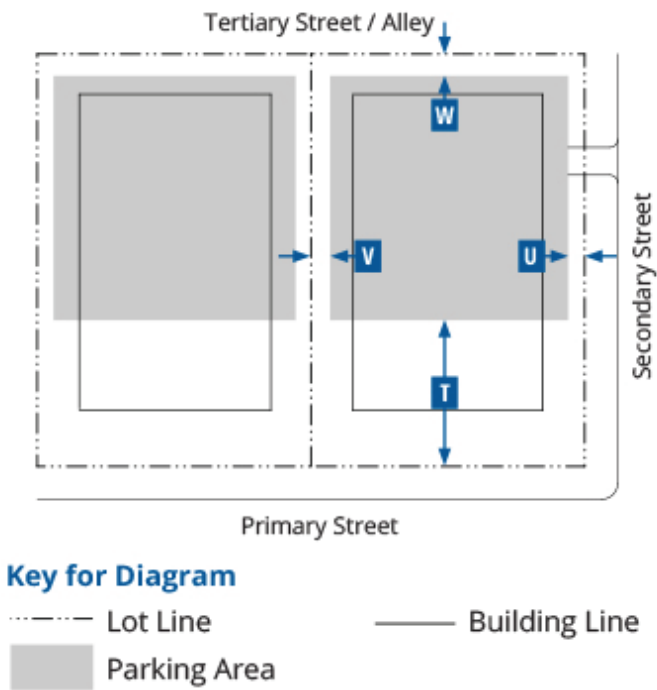 Tertiary Street / Alley
W
V
U
Secondary Street
T
Primary Street
Key for Diagram
Lot Line
Building Line
Parking Area